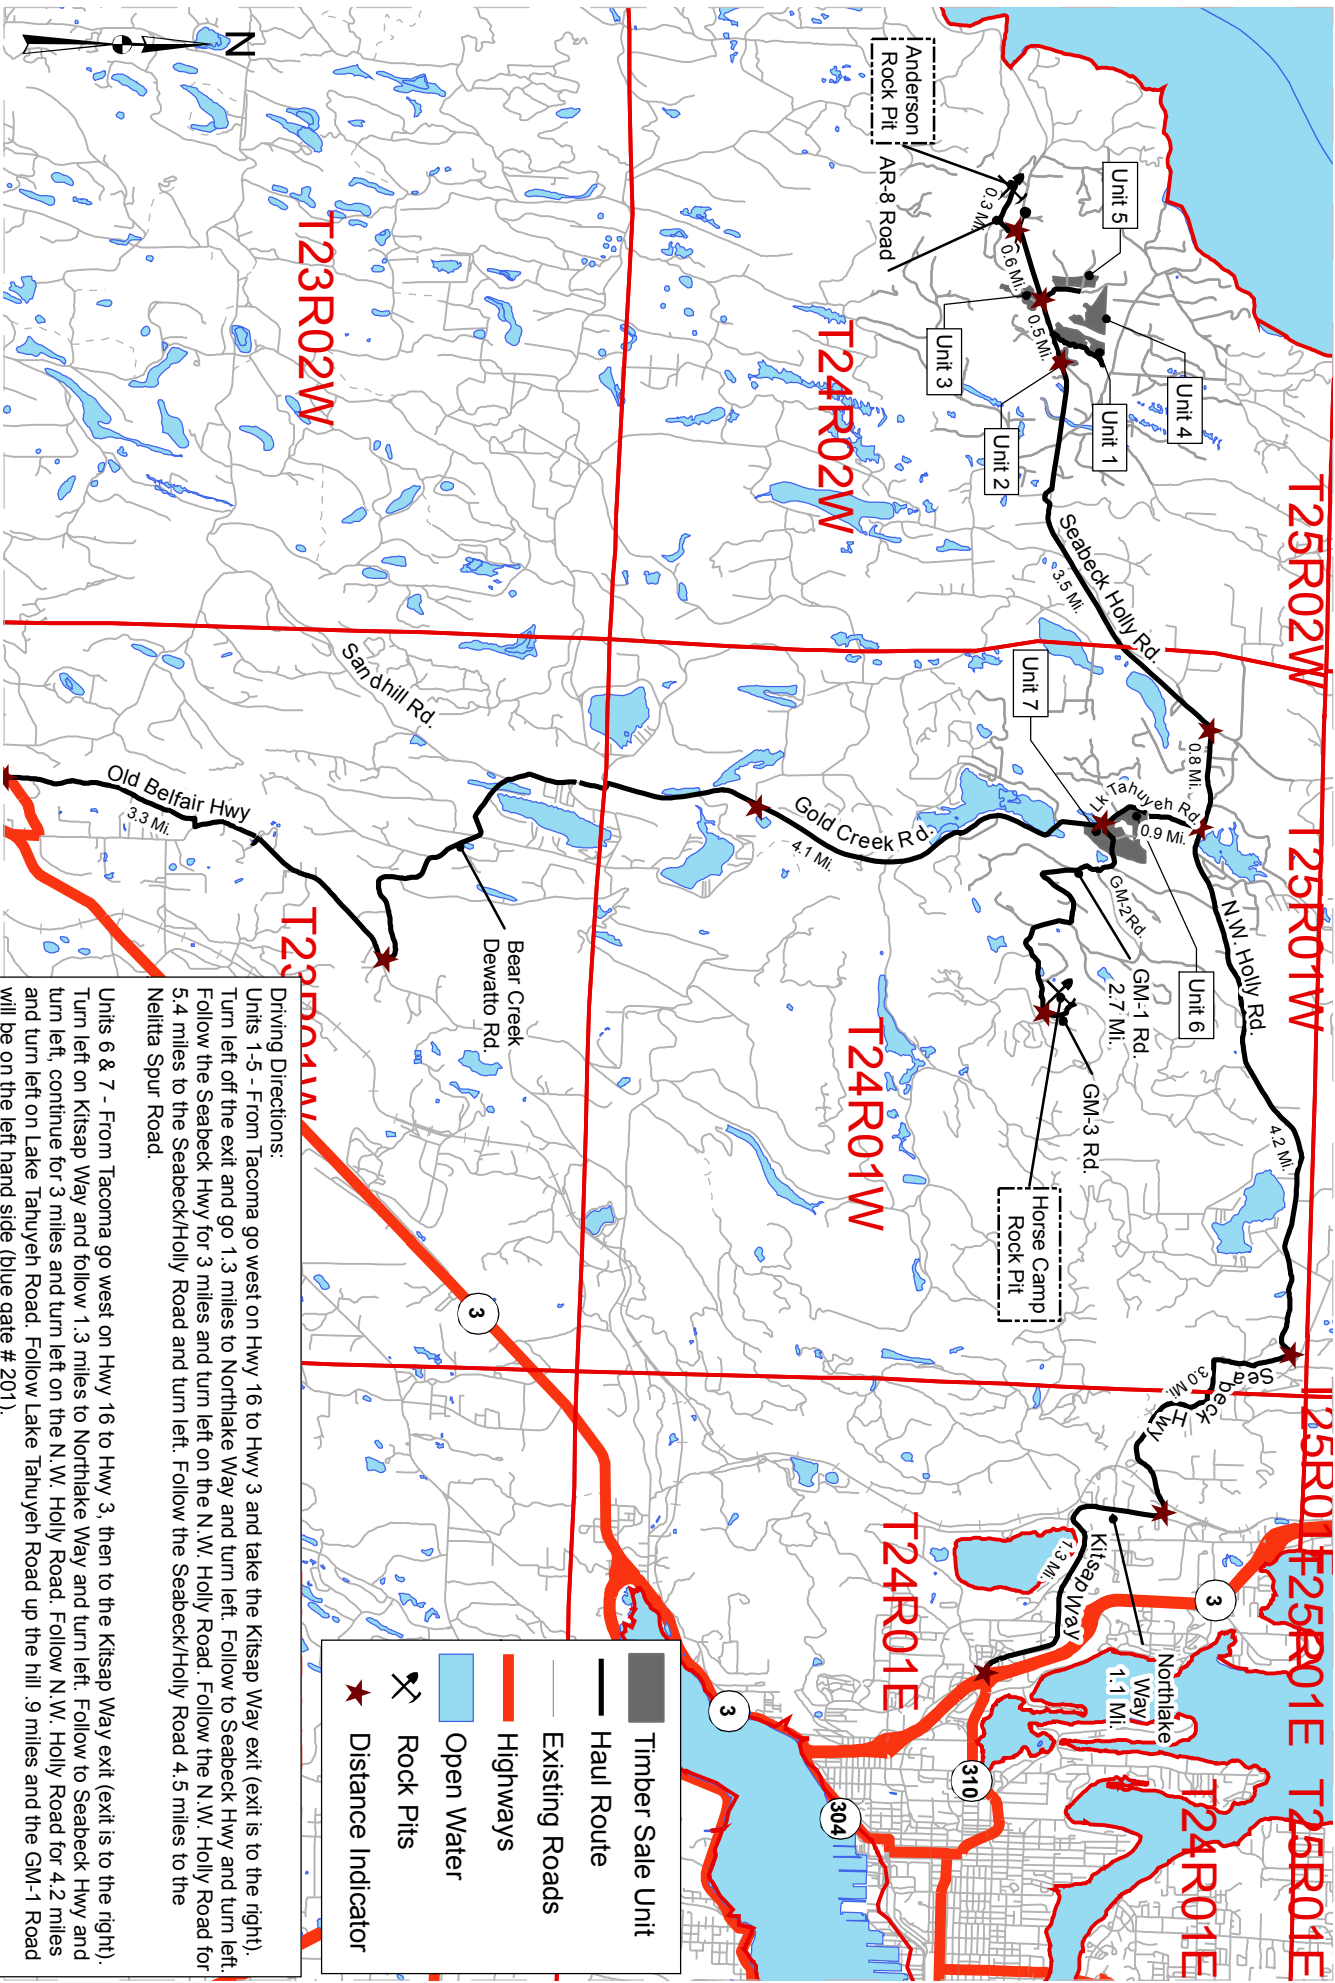 T25R02W
T25R01W
T25R01E
T25R01E
T25R01E
Anderson
Rock Pit
AR-8 Road
0.3 Mi.
0.6 Mi.
0.5 Mi.
Unit 5
Unit 4
Unit 1
Unit 2
Unit 3
Seabeck Holly Rd.
3.5 Mi.
0.8 Mi.
Lk Tahuyeh Rd.
0.9 Mi.
Unit 7
Unit 6
N.W. Holly Rd.
4.2 Mi.
GM-2 Rd.
GM-1 Rd.
2.7 Mi.
GM-3 Rd.
Horse Camp
Rock Pit
Seabeck Hwy
3.0 Mi.
Northlake
Way
1.1 Mi.
Kitsap Way
1.3 Mi.
3
310
304
3
3
T24R02W
T24R01W
T24R01E
T24R01E
Gold Creek Rd.
4.1 Mi.
Bear Creek
Dewatto Rd.
Sandhill Rd.
Old Belfair Hwy
3.3 Mi.
T23R02W
T23R01W
N
Timber Sale Unit
Haul Route
Existing Roads
Highways
Open Water
Rock Pits
Distance Indicator
Driving Directions:
Units 1-5 - From Tacoma go west on Hwy 16 to Hwy 3 and take the Kitsap Way exit (exit is to the right).
Turn left off the exit and go 1.3 miles to Northlake Way and turn left. Follow to Seabeck Hwy and turn left.
Follow the Seabeck Hwy for 3 miles and turn left on the N.W. Holly Road. Follow the N.W. Holly Road for
5.4 miles to the Seabeck/Holly Road and turn left. Follow the Seabeck/Holly Road 4.5 miles to the
Nelitta Spur Road.
Units 6 & 7 - From Tacoma go west on Hwy 16 to Hwy 3, then to the Kitsap Way exit (exit is to the right).
Turn left on Kitsap Way and follow 1.3 miles to Northlake Way and turn left. Follow to Seabeck Hwy and
turn left, continue for 3 miles and turn left on the N.W. Holly Road. Follow N.W. Holly Road for 4.2 miles
and turn left on Lake Tahuyeh Road. Follow Lake Tahuyeh Road up the hill .9 miles and the GM-1 Road
will be on the left hand side (blue gate # 201).